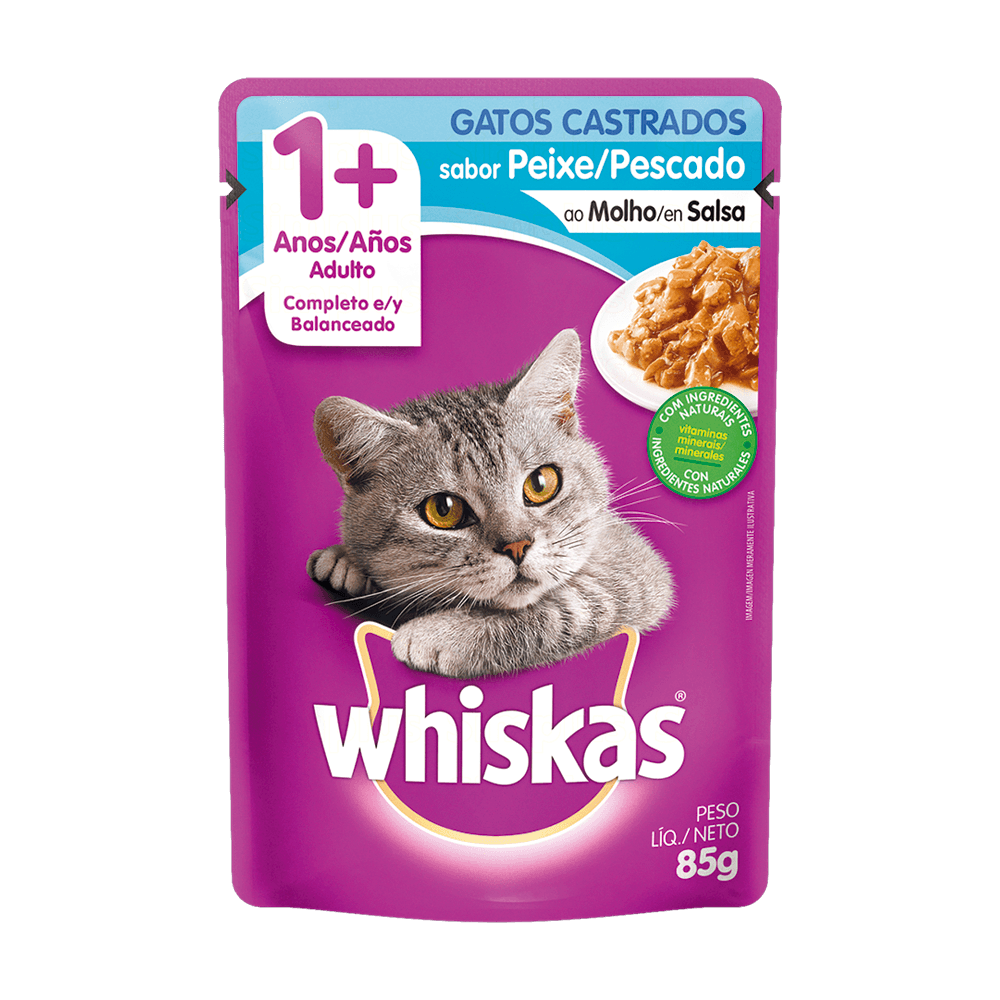 1+
Anos/Años
Adulto
Completo e/y
Balanceado
GATOS CASTRADOS
sabor Peixe/Pescado
ao Molho/en Salsa
COM INGREDIENTES
NATURAIS
vitaminas
minerais/
minerales
CON
INGREDIENTES NATURALES
IMAGEM/IMAGEN MERAMENTE ILUSTRATIVA
whiskas®
PESO
LÍQ./NETO
85g